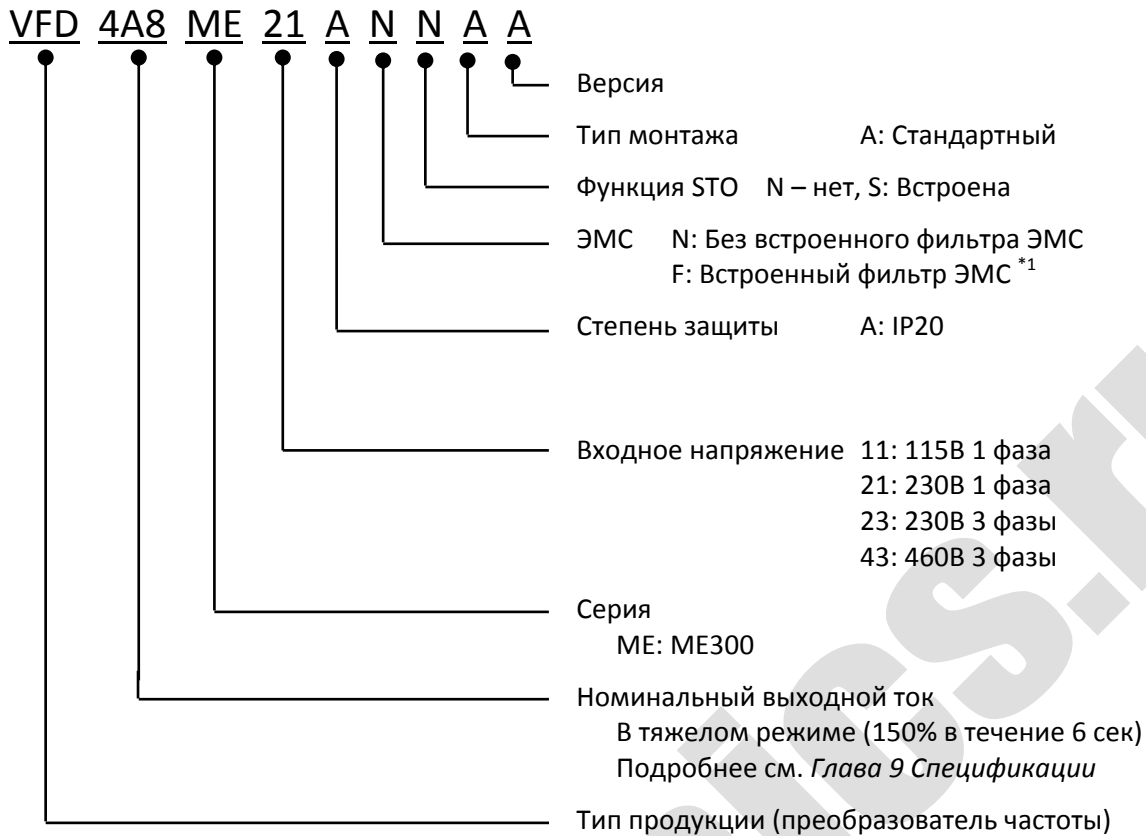 VFD 4A8 ME 21 A N N A A
Версия
Тип монтажа А: Стандартный
Функция STO N – нет, S: Встроена
ЭМС N: Без встроенного фильтра ЭМС
F: Встроенный фильтр ЭМС *1
Степень защиты А: IP20
Входное напряжение 11: 115В 1 фаза
21: 230В 1 фаза
23: 230В 3 фазы
43: 460В 3 фазы
Серия
ME: ME300
Номинальный выходной ток
В тяжелом режиме (150% в течение 6 сек)
Подробнее см. Глава 9 Спецификации
Тип продукции (преобразователь частоты)